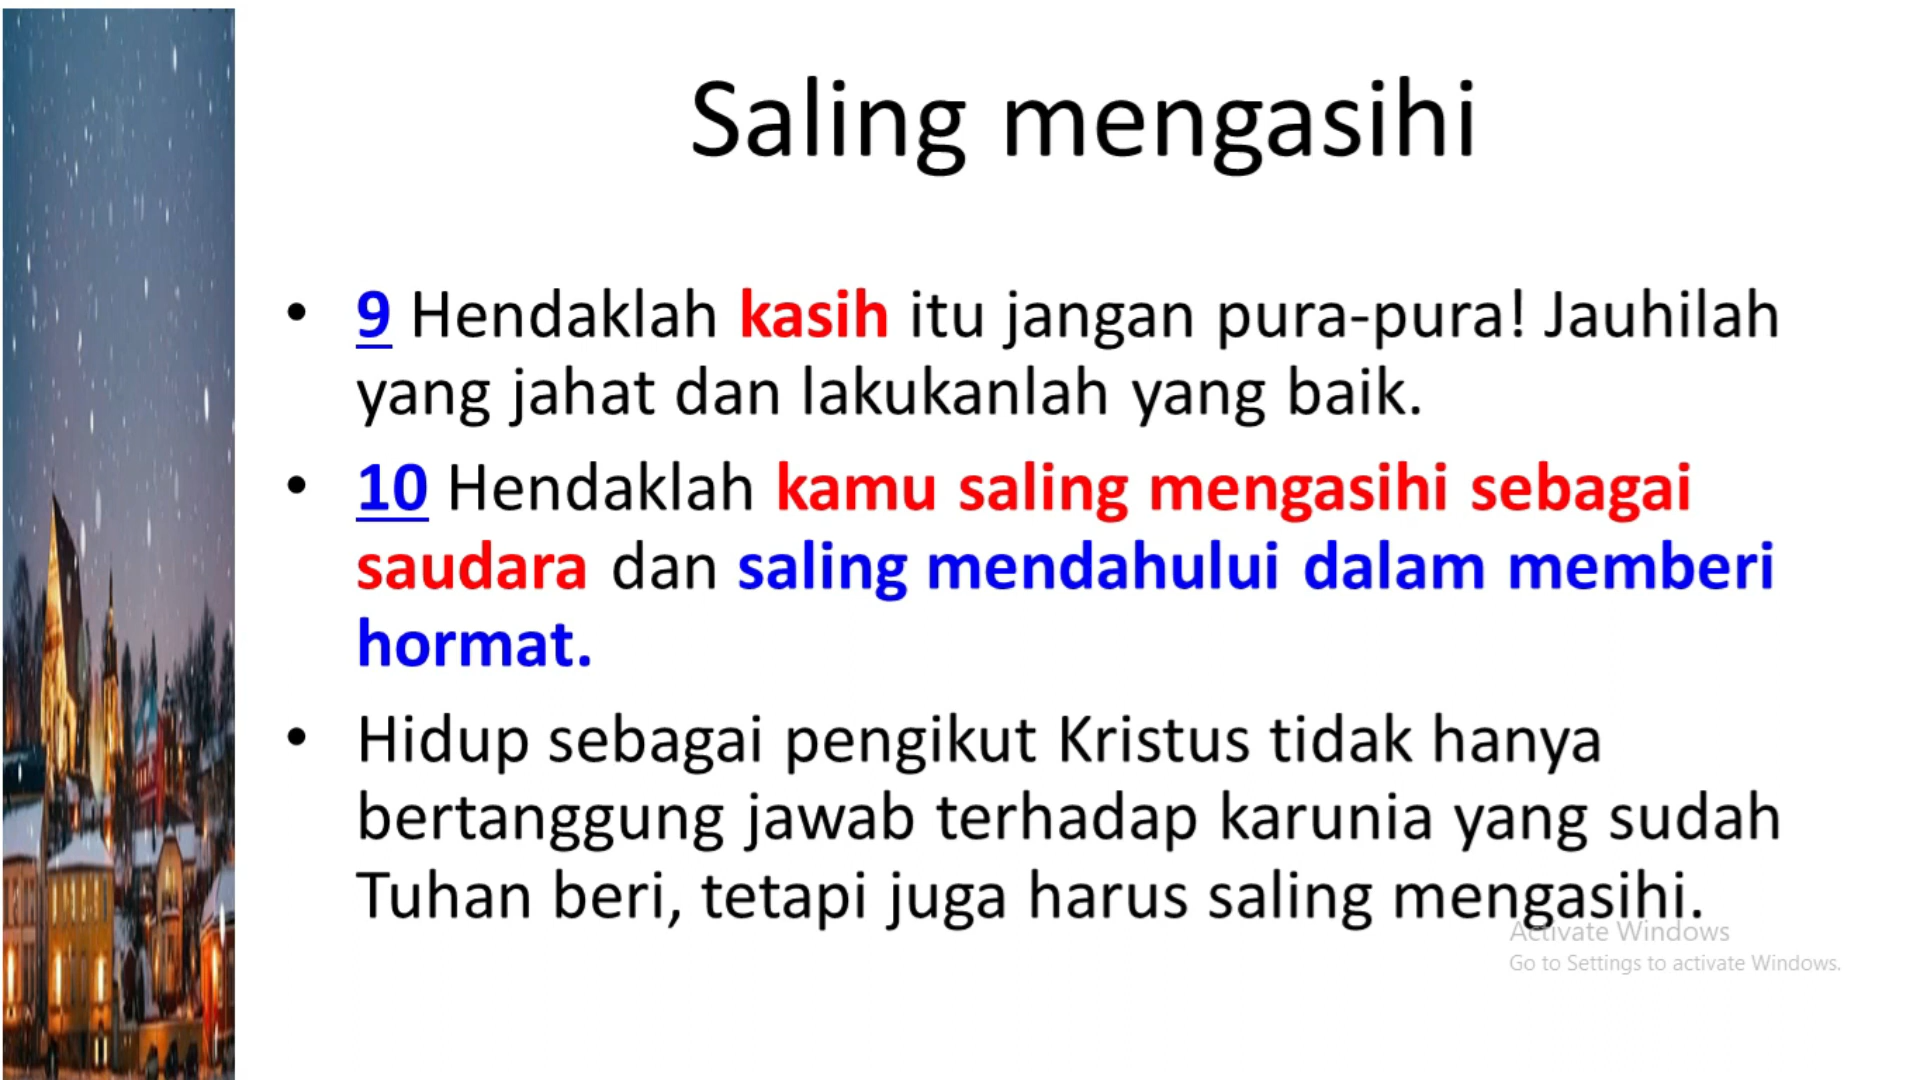 Saling mengasihi
• 9 Hendaklah kasih itu jangan pura-pura! Jauhilah
yang jahat dan lakukanlah yang baik.
• 10 Hendaklah kamu saling mengasihi sebagai
saudara dan saling mendahului dalam memberi
hormat.
• Hidup sebagai pengikut Kristus tidak hanya
bertanggung jawab terhadap karunia yang sudah
Tuhan beri, tetapi juga harus saling mengasihi.
Activate Windows
Go to Settings to activate Windows.